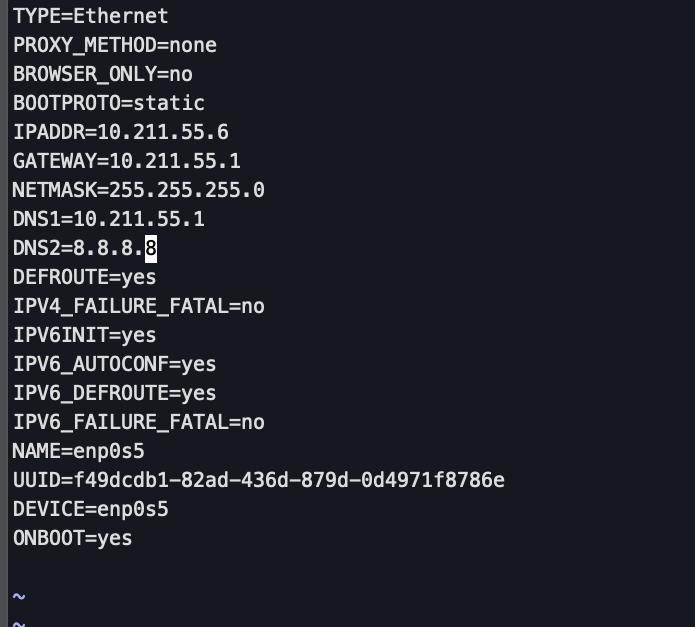 TYPE=Ethernet
PROXY_METHOD=none
BROWSER_ONLY=no
BOOTPROTO=static
IPADDR=10.211.55.6
GATEWAY=10.211.55.1
NETMASK=255.255.255.0
DNS1=10.211.55.1
DNS2=8.8.8.8
DEFROUTE=yes
IPV4_FAILURE_FATAL=no
IPV6INIT=yes
IPV6_AUTOCONF=yes
IPV6_DEFROUTE=yes
IPV6_FAILURE_FATAL=no
NAME=enp0s5
UUID=f49dcdb1-82ad-436d-879d-0d4971f8786e
DEVICE=enp0s5
ONBOOT=yes
~
~